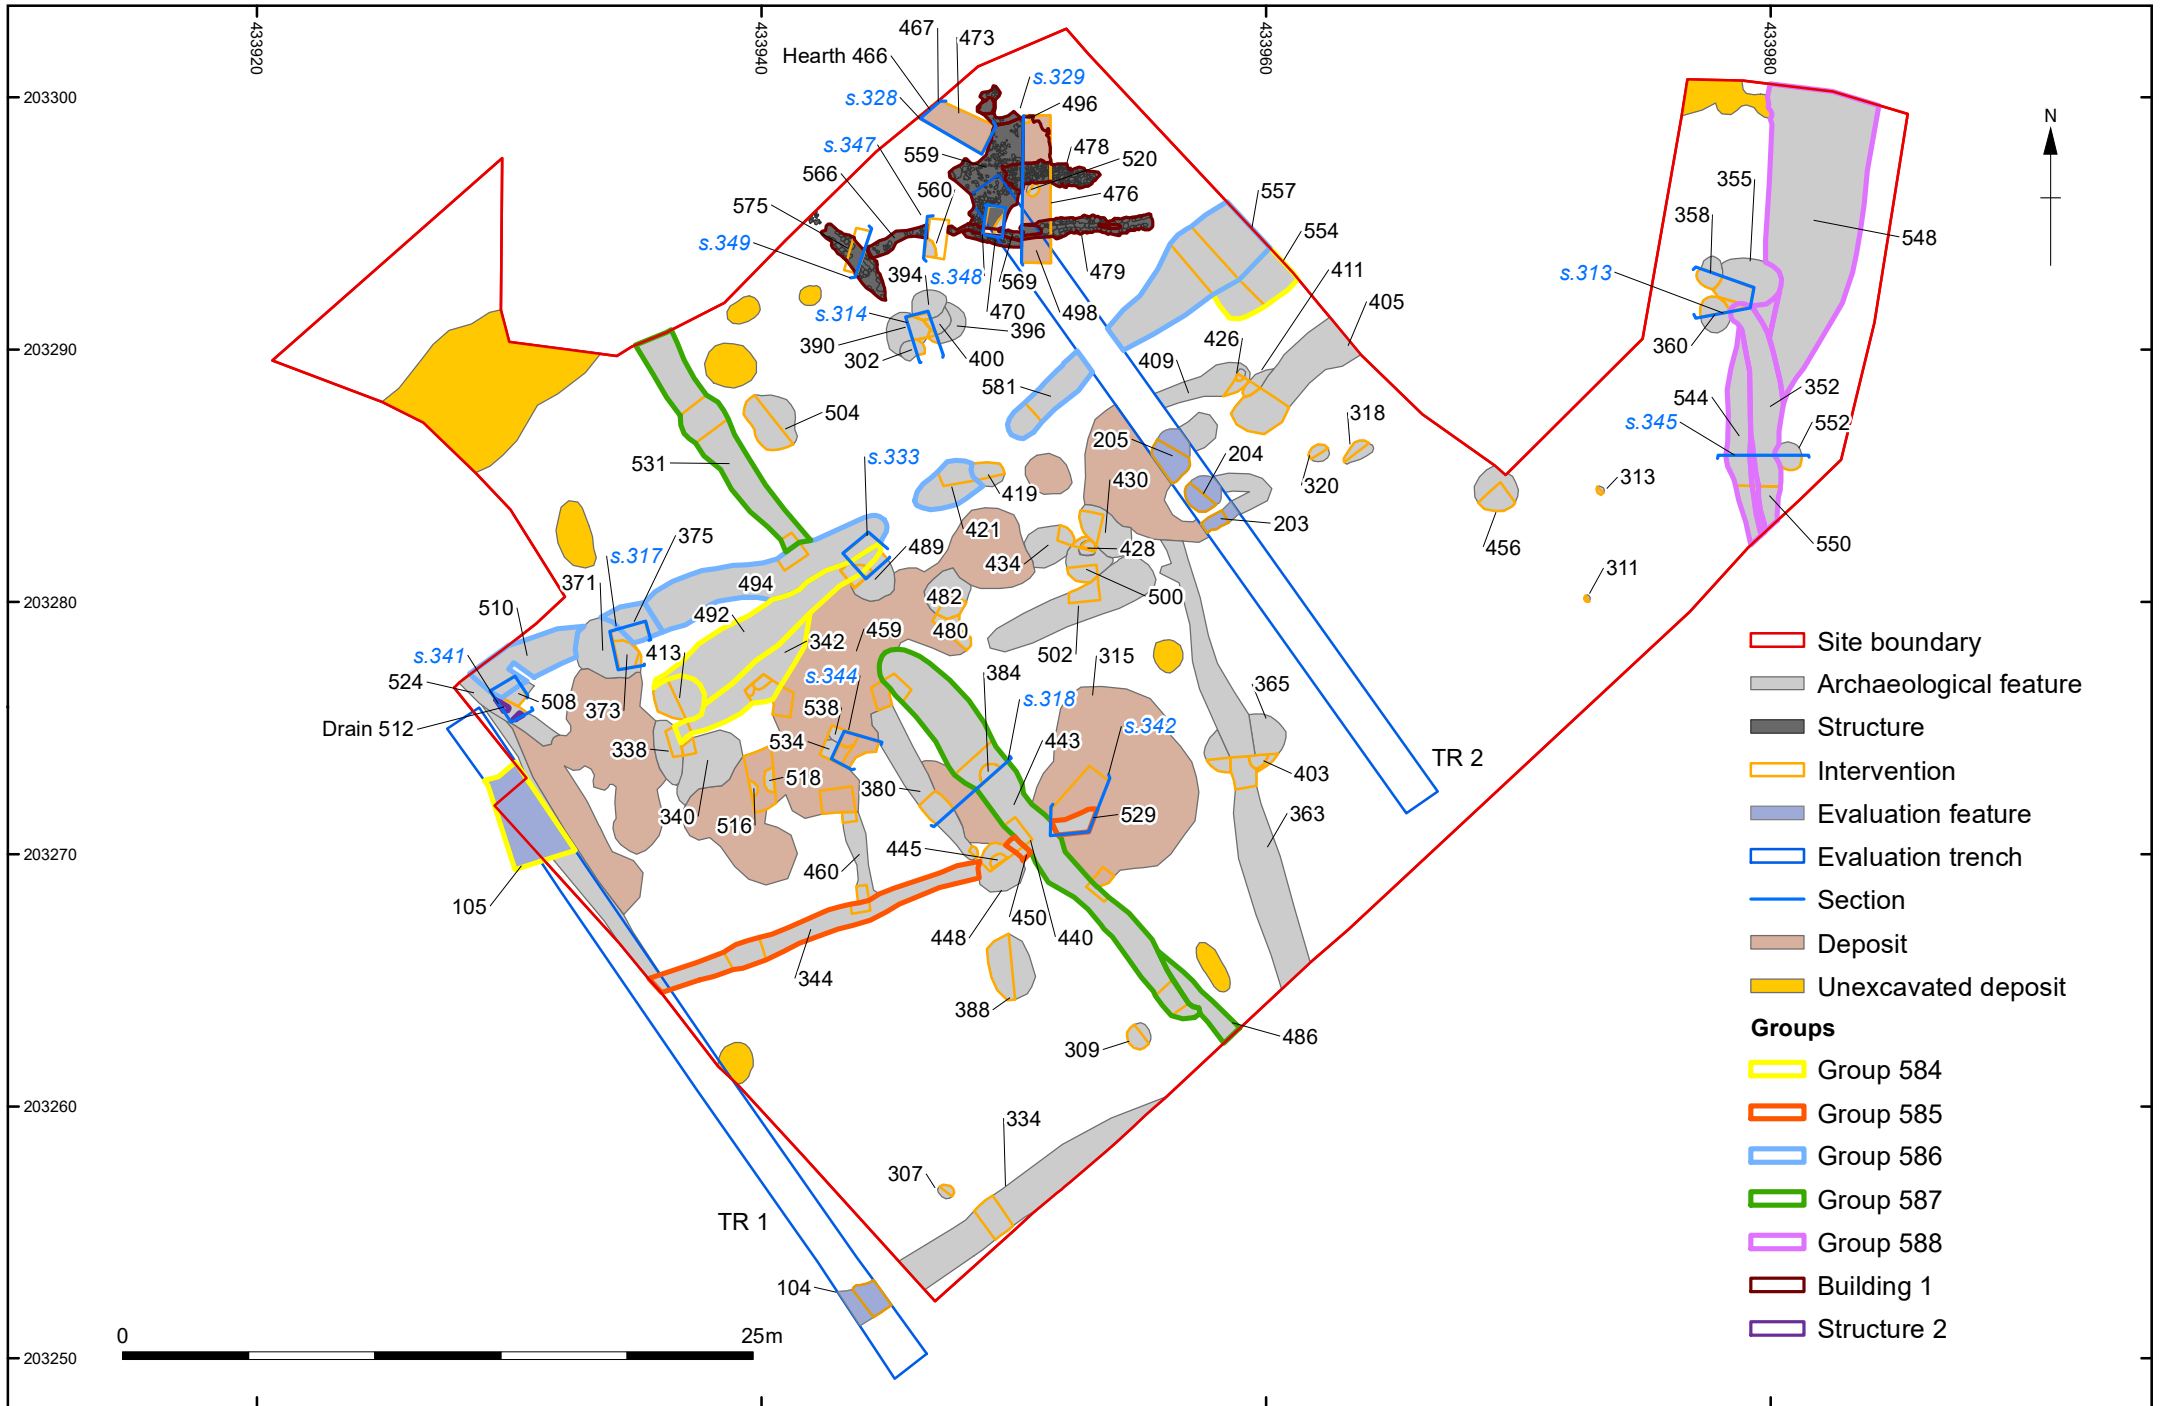 433920
433940
433960
433980
203300
203290
203280
203270
203260
203250
467
473
Hearth 466
s.328
s.329
496
s.347
559
478
520
566
560
476
575
s.349
394
s.348
569
470
498
479
557
554
411
405
s.314
390
302
396
400
426
409
581
318
320
504
531
s.333
205
204
430
203
419
421
489
434
428
500
502
456
313
311
N
355
358
548
s.313
360
352
544
s.345
552
550
375
s.317
371
510
494
492
482
480
s.341
524
508
Drain 512
413
373
342
459
s.344
538
534
338
340
516
518
384
s.318
315
s.342
443
529
365
403
363
TR 2
380
445
460
450
440
448
344
388
309
486
105
334
307
TR 1
104
0
25m
Site boundary
Archaeological feature
Structure
Intervention
Evaluation feature
Evaluation trench
Section
Deposit
Unexcavated deposit
Groups
Group 584
Group 585
Group 586
Group 587
Group 588
Building 1
Structure 2